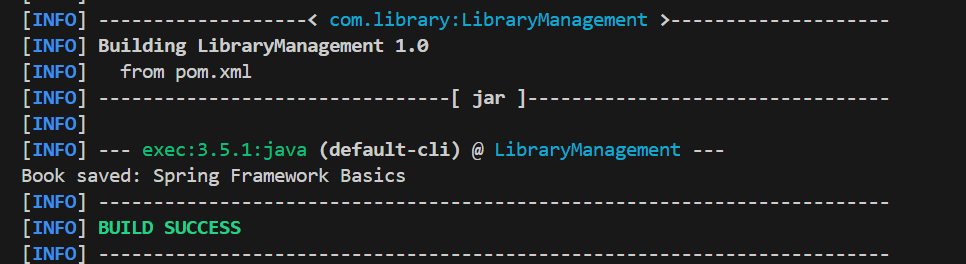 [INFO] -------------------< com.library:LibraryManagement >--------------------
[INFO] Building LibraryManagement 1.0
[INFO]   from pom.xml
[INFO] --------------------------------[ jar ]---------------------------------
[INFO]
[INFO] --- exec:3.5.1:java (default-cli) @ LibraryManagement ---
Book saved: Spring Framework Basics
[INFO] ------------------------------------------------------------------------
[INFO] BUILD SUCCESS
[INFO] ------------------------------------------------------------------------